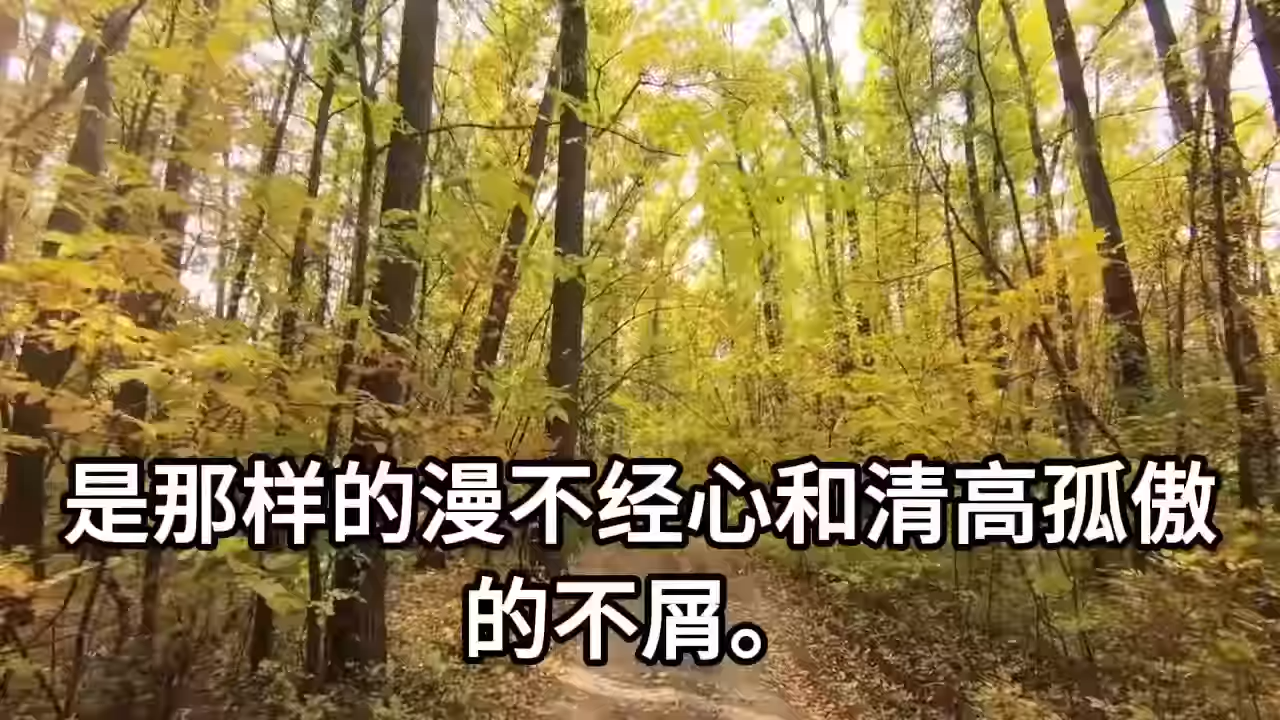 是那样的漫不经心和清高孤傲
的不屑。